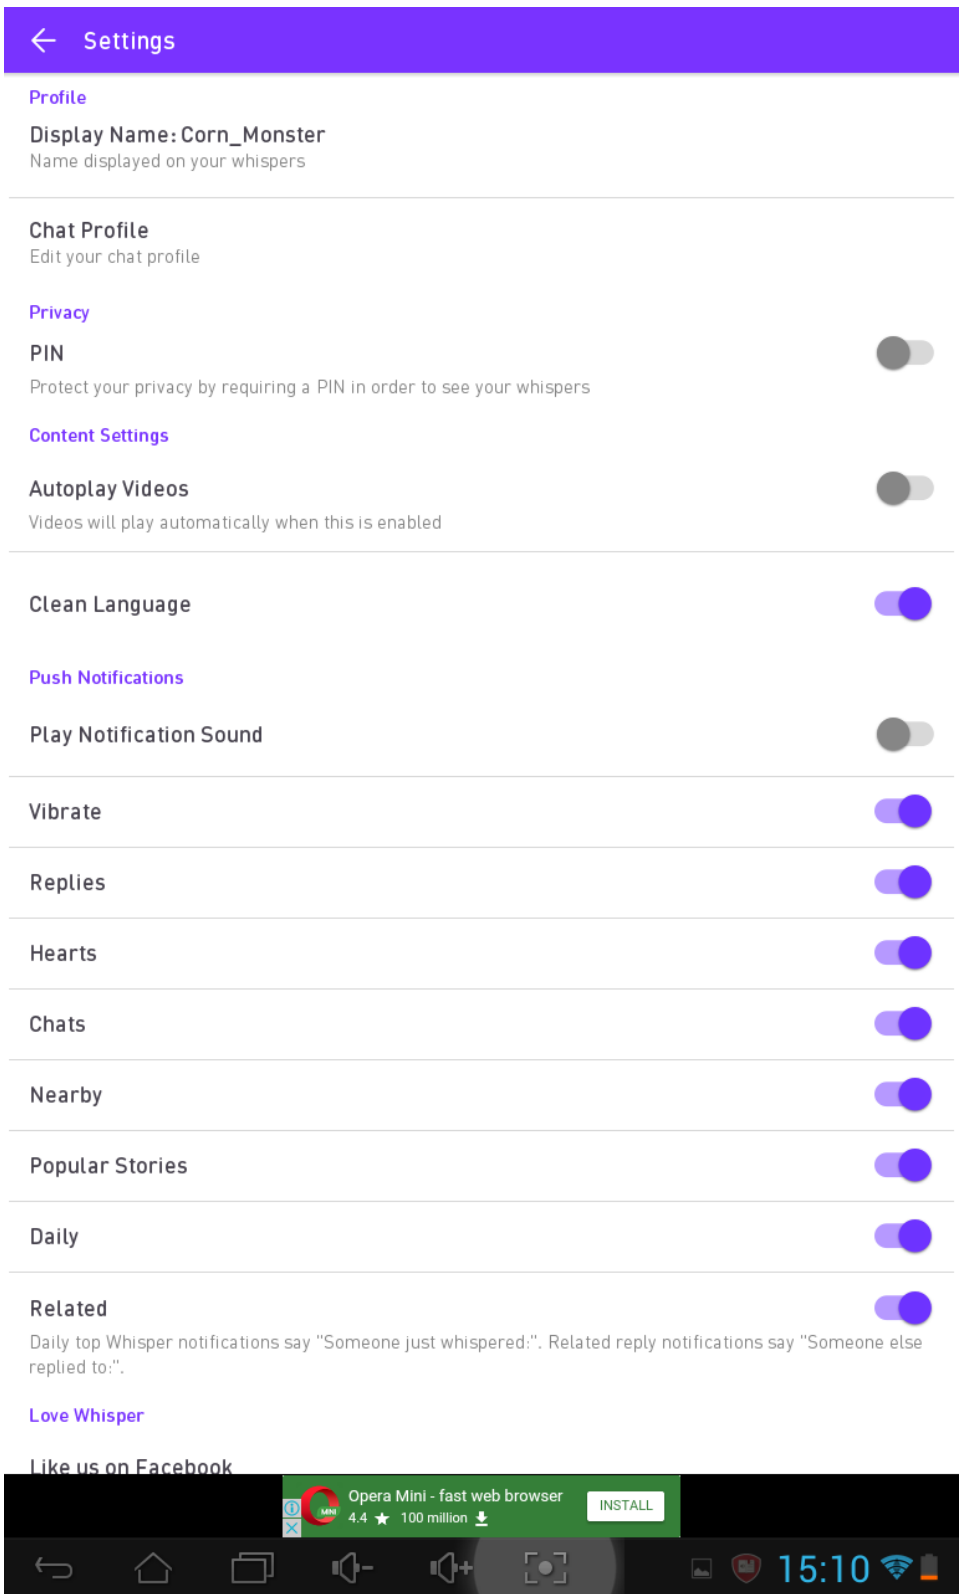 Settings
Profile
Display Name: Corn_Monster
Name displayed on your whispers
Chat Profile
Edit your chat profile
Privacy
PIN
Protect your privacy by requiring a PIN in order to see your whispers
Content Settings
Autoplay Videos
Videos will play automatically when this is enabled
Clean Language
Push Notifications
Play Notification Sound
Vibrate
Replies
Hearts
Chats
Nearby
Popular Stories
Daily
Related
Daily top Whisper notifications say "Someone just whispered:". Related reply notifications say "Someone else
replied to:".
Love Whisper
Like us on Facebook
MINI
Opera Mini - fast web browser
4.4 ★ 100 million
INSTALL
15:10